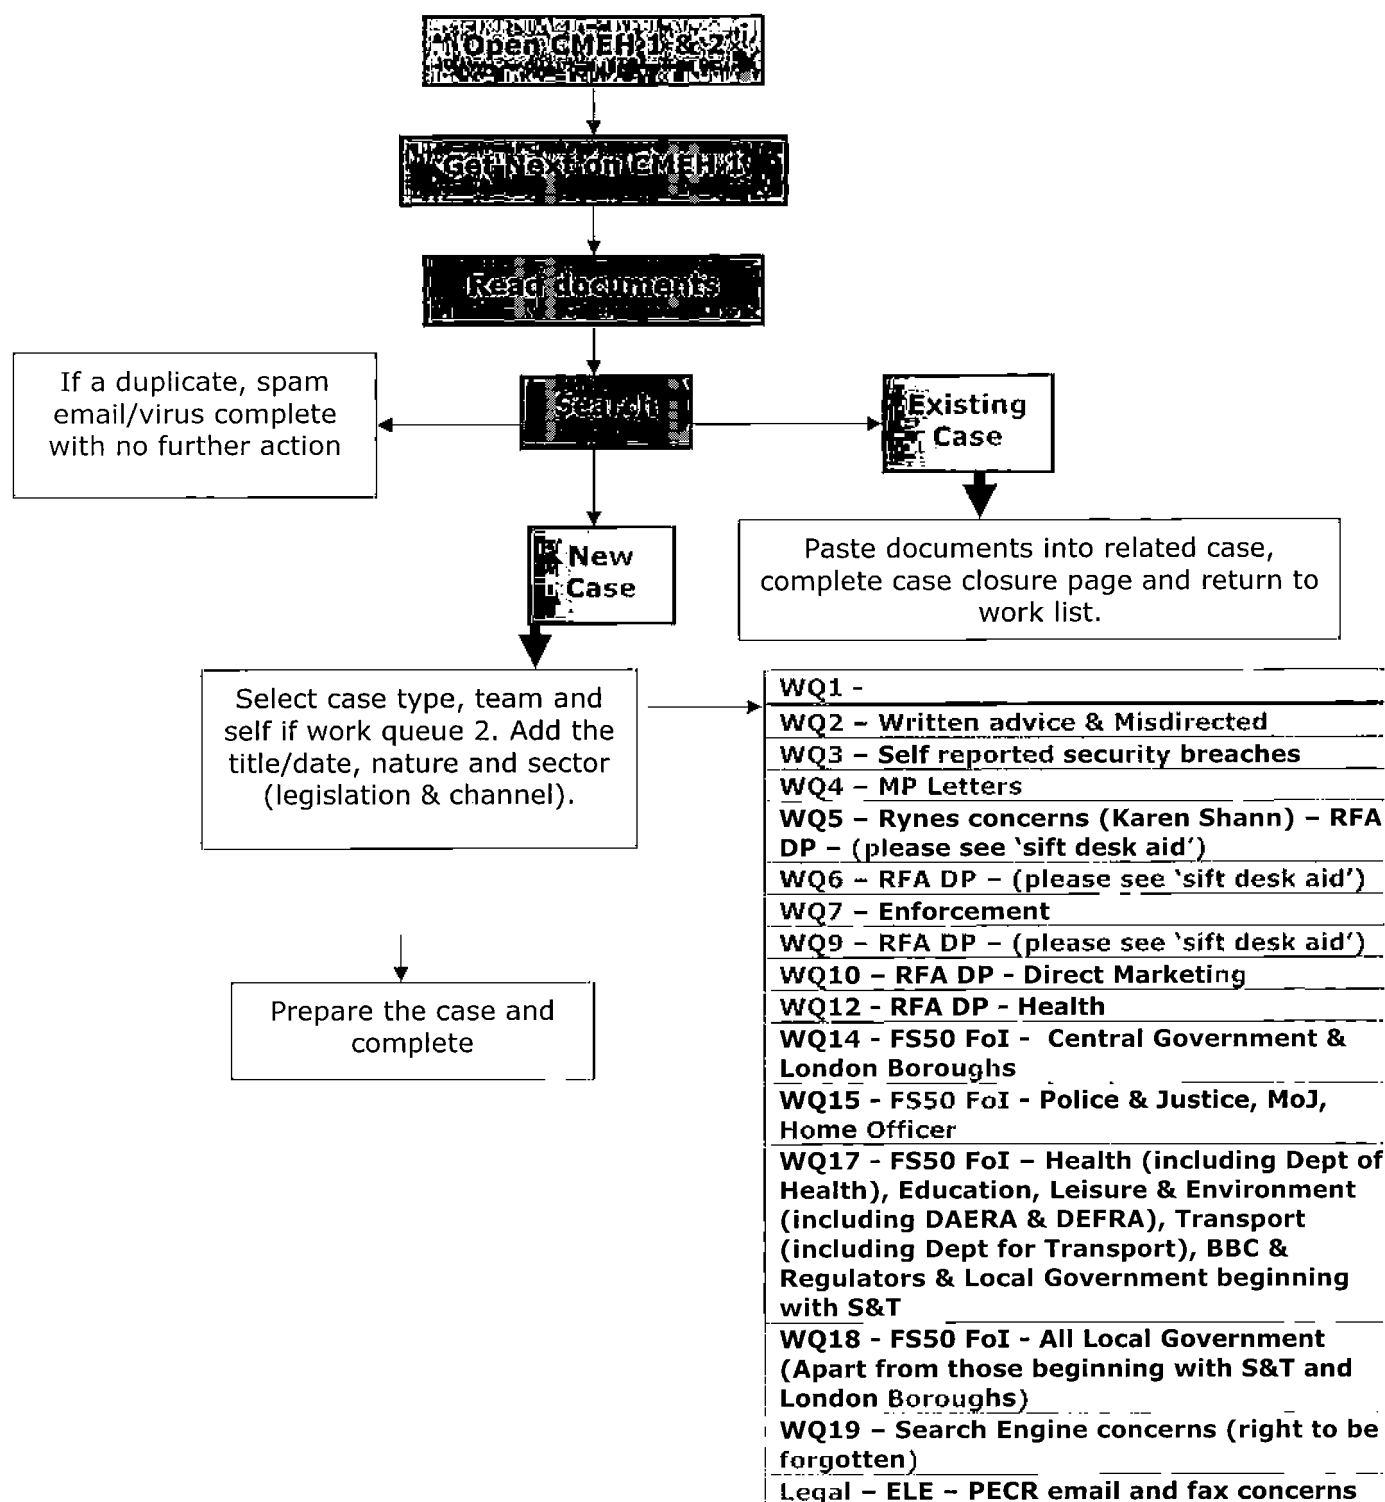 Open CMEH 1 & 2
Get Next on CMEH 1
Read documents
Search
If a duplicate, spam
email/virus complete
with no further action
Existing
Case
New
Case
Paste documents into related case,
complete case closure page and return to
work list.
Select case type, team and
self if work queue 2. Add the
title/date, nature and sector
(legislation & channel).
Prepare the case and
complete
WQ1 -
WQ2 – Written advice & Misdirected
WQ3 – Self reported security breaches
WQ4 – MP Letters
WQ5 – Rynes concerns (Karen Shann) – RFA
DP – (please see ‘sift desk aid’)
WQ6 – RFA DP – (please see ‘sift desk aid’)
WQ7 – Enforcement
WQ9 – RFA DP – (please see ‘sift desk aid’)
WQ10 – RFA DP - Direct Marketing
WQ12 - RFA DP - Health
WQ14 - FS50 FoI - Central Government &
London Boroughs
WQ15 - FS50 FoI - Police & Justice, MoJ,
Home Officer
WQ17 - FS50 FoI – Health (including Dept of
Health), Education, Leisure & Environment
(including DAERA & DEFRA), Transport
(including Dept for Transport), BBC &
Regulators & Local Government beginning
with S&T
WQ18 - FS50 FoI - All Local Government
(Apart from those beginning with S&T and
London Boroughs)
WQ19 – Search Engine concerns (right to be
forgotten)
Legal – ELE – PECR email and fax concerns